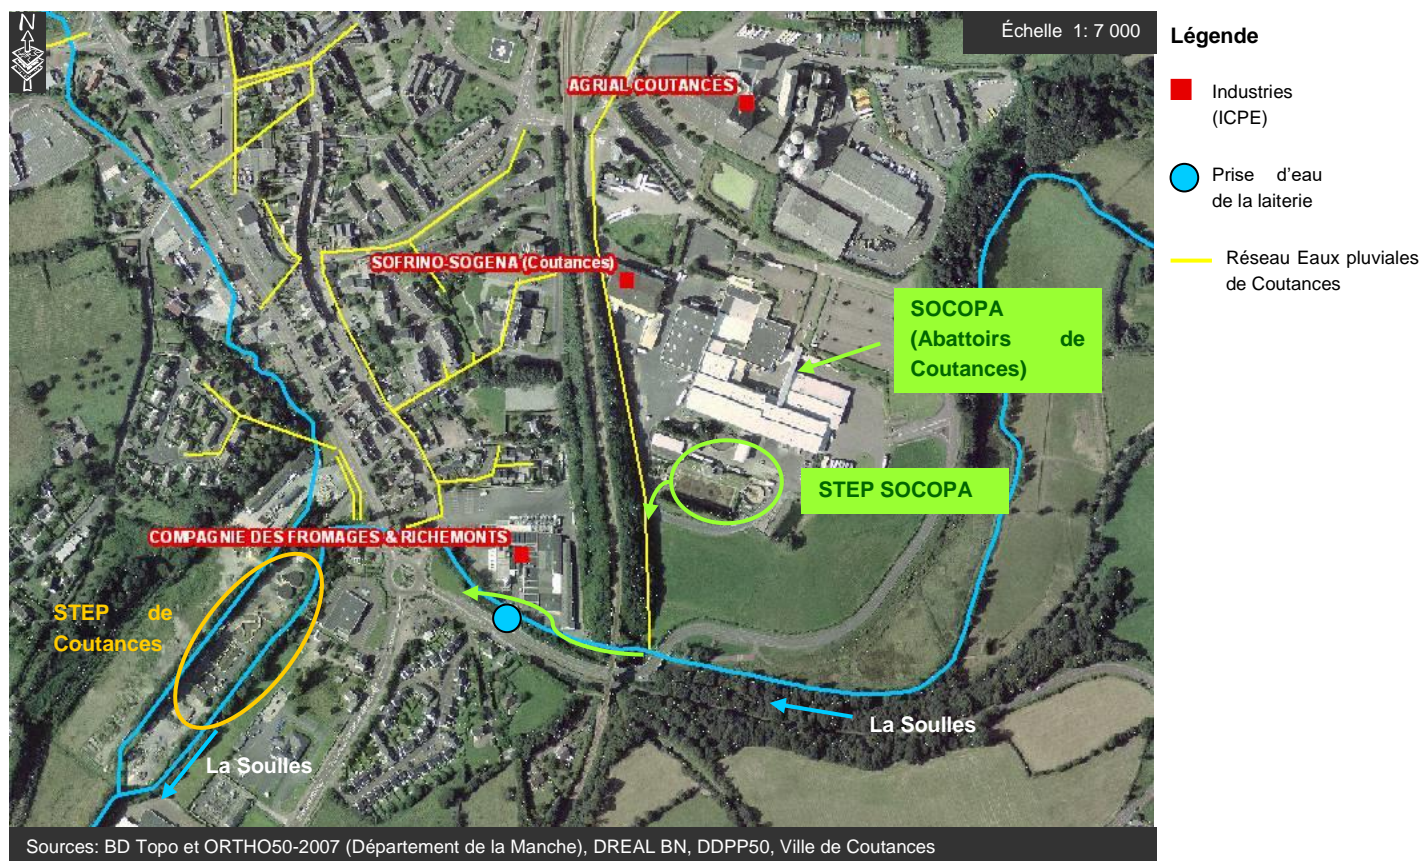 N
Échelle 1: 7 000
AGRIAL COUTANCES
SOFRINO-SOGENA (Coutances)
SOCOPA
(Abattoirs de
Coutances)
STEP SOCOPA
COMPAGNIE DES FROMAGES & RICHEMONTS
STEP de
Coutances
La Soulles
La Soulles
Sources: BD Topo et ORTHO50-2007 (Département de la Manche), DREAL BN, DDPP50, Ville de Coutances
Légende
Industries
(ICPE)
Prise d'eau
de la laiterie
Réseau Eaux pluviales
de Coutances